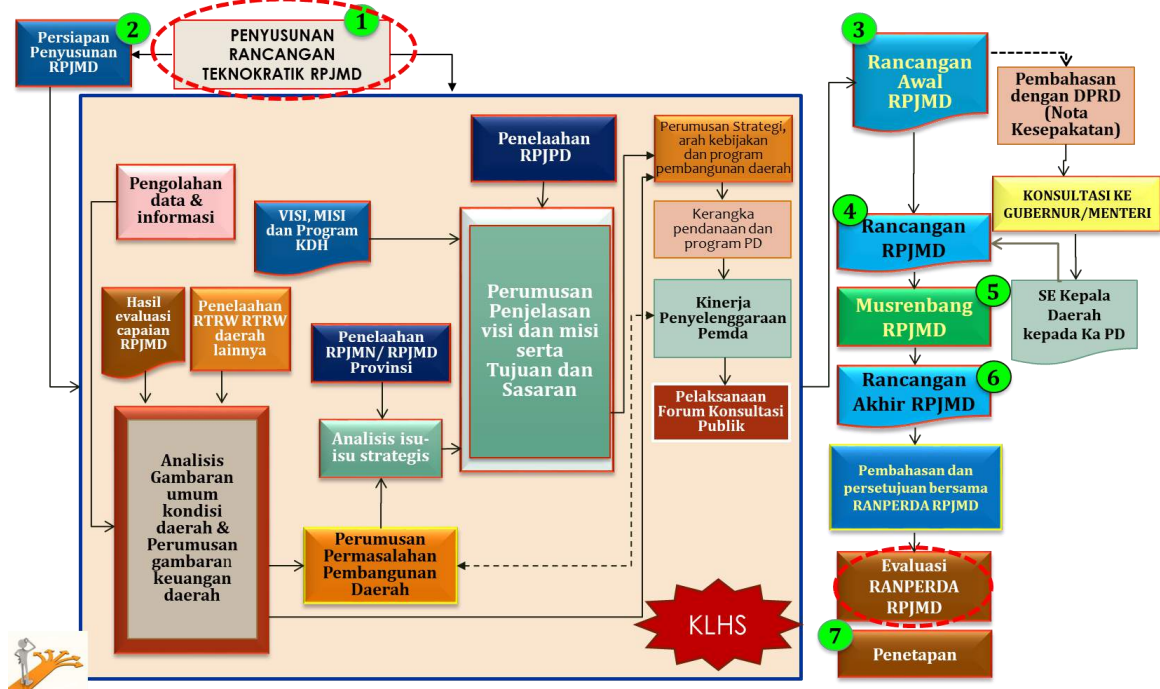 1
PENYUSUNAN
RANCANGAN
TEKNOKRATIK RPJMD
2
Persiapan
Penyusunan
RPJMD
Pengolahan
data &
informasi
VISI, MISI
dan Program
KDH
Penelaahan
RPJPD
Hasil
evaluasi
capaian
RPJMD
Penelaahan
RTRW RTRW
daerah
lainnya
Penelaahan
RPJMN/ RPJMD
Provinsi
Perumusan
Penjelasan
visi dan misi
serta
Tujuan dan
Sasaran
Analisis isu-
isu strategis
Analisis
Gambaran
umum
kondisi
daerah &
Perumusan
gambaran
keuangan
daerah
Perumusan
Permasalahan
Pembangunan
Daerah
Perumusan Strategi,
arah kebijakan
dan program
pembangunan daerah
Kerangka
pendanaan dan
program PD
Kinerja
Penyelenggaraan
Pemda
Pelaksanaan
Forum Konsultasi
Publik
KLHS
3
Rancangan
Awal
RPJMD
Pembahasan
dengan DPRD
(Nota
Kesepakatan)
KONSULTASI KE
GUBERNUR/MENTERI
SE Kepala
Daerah
kepada Ka PD
4
Rancangan
RPJMD
5
Musrenbang
RPJMD
6
Rancangan
Akhir RPJMD
Pembahasan dan
persetujuan bersama
RANPERDA RPJMD
Evaluasi
RANPERDA
RPJMD
7
Penetapan